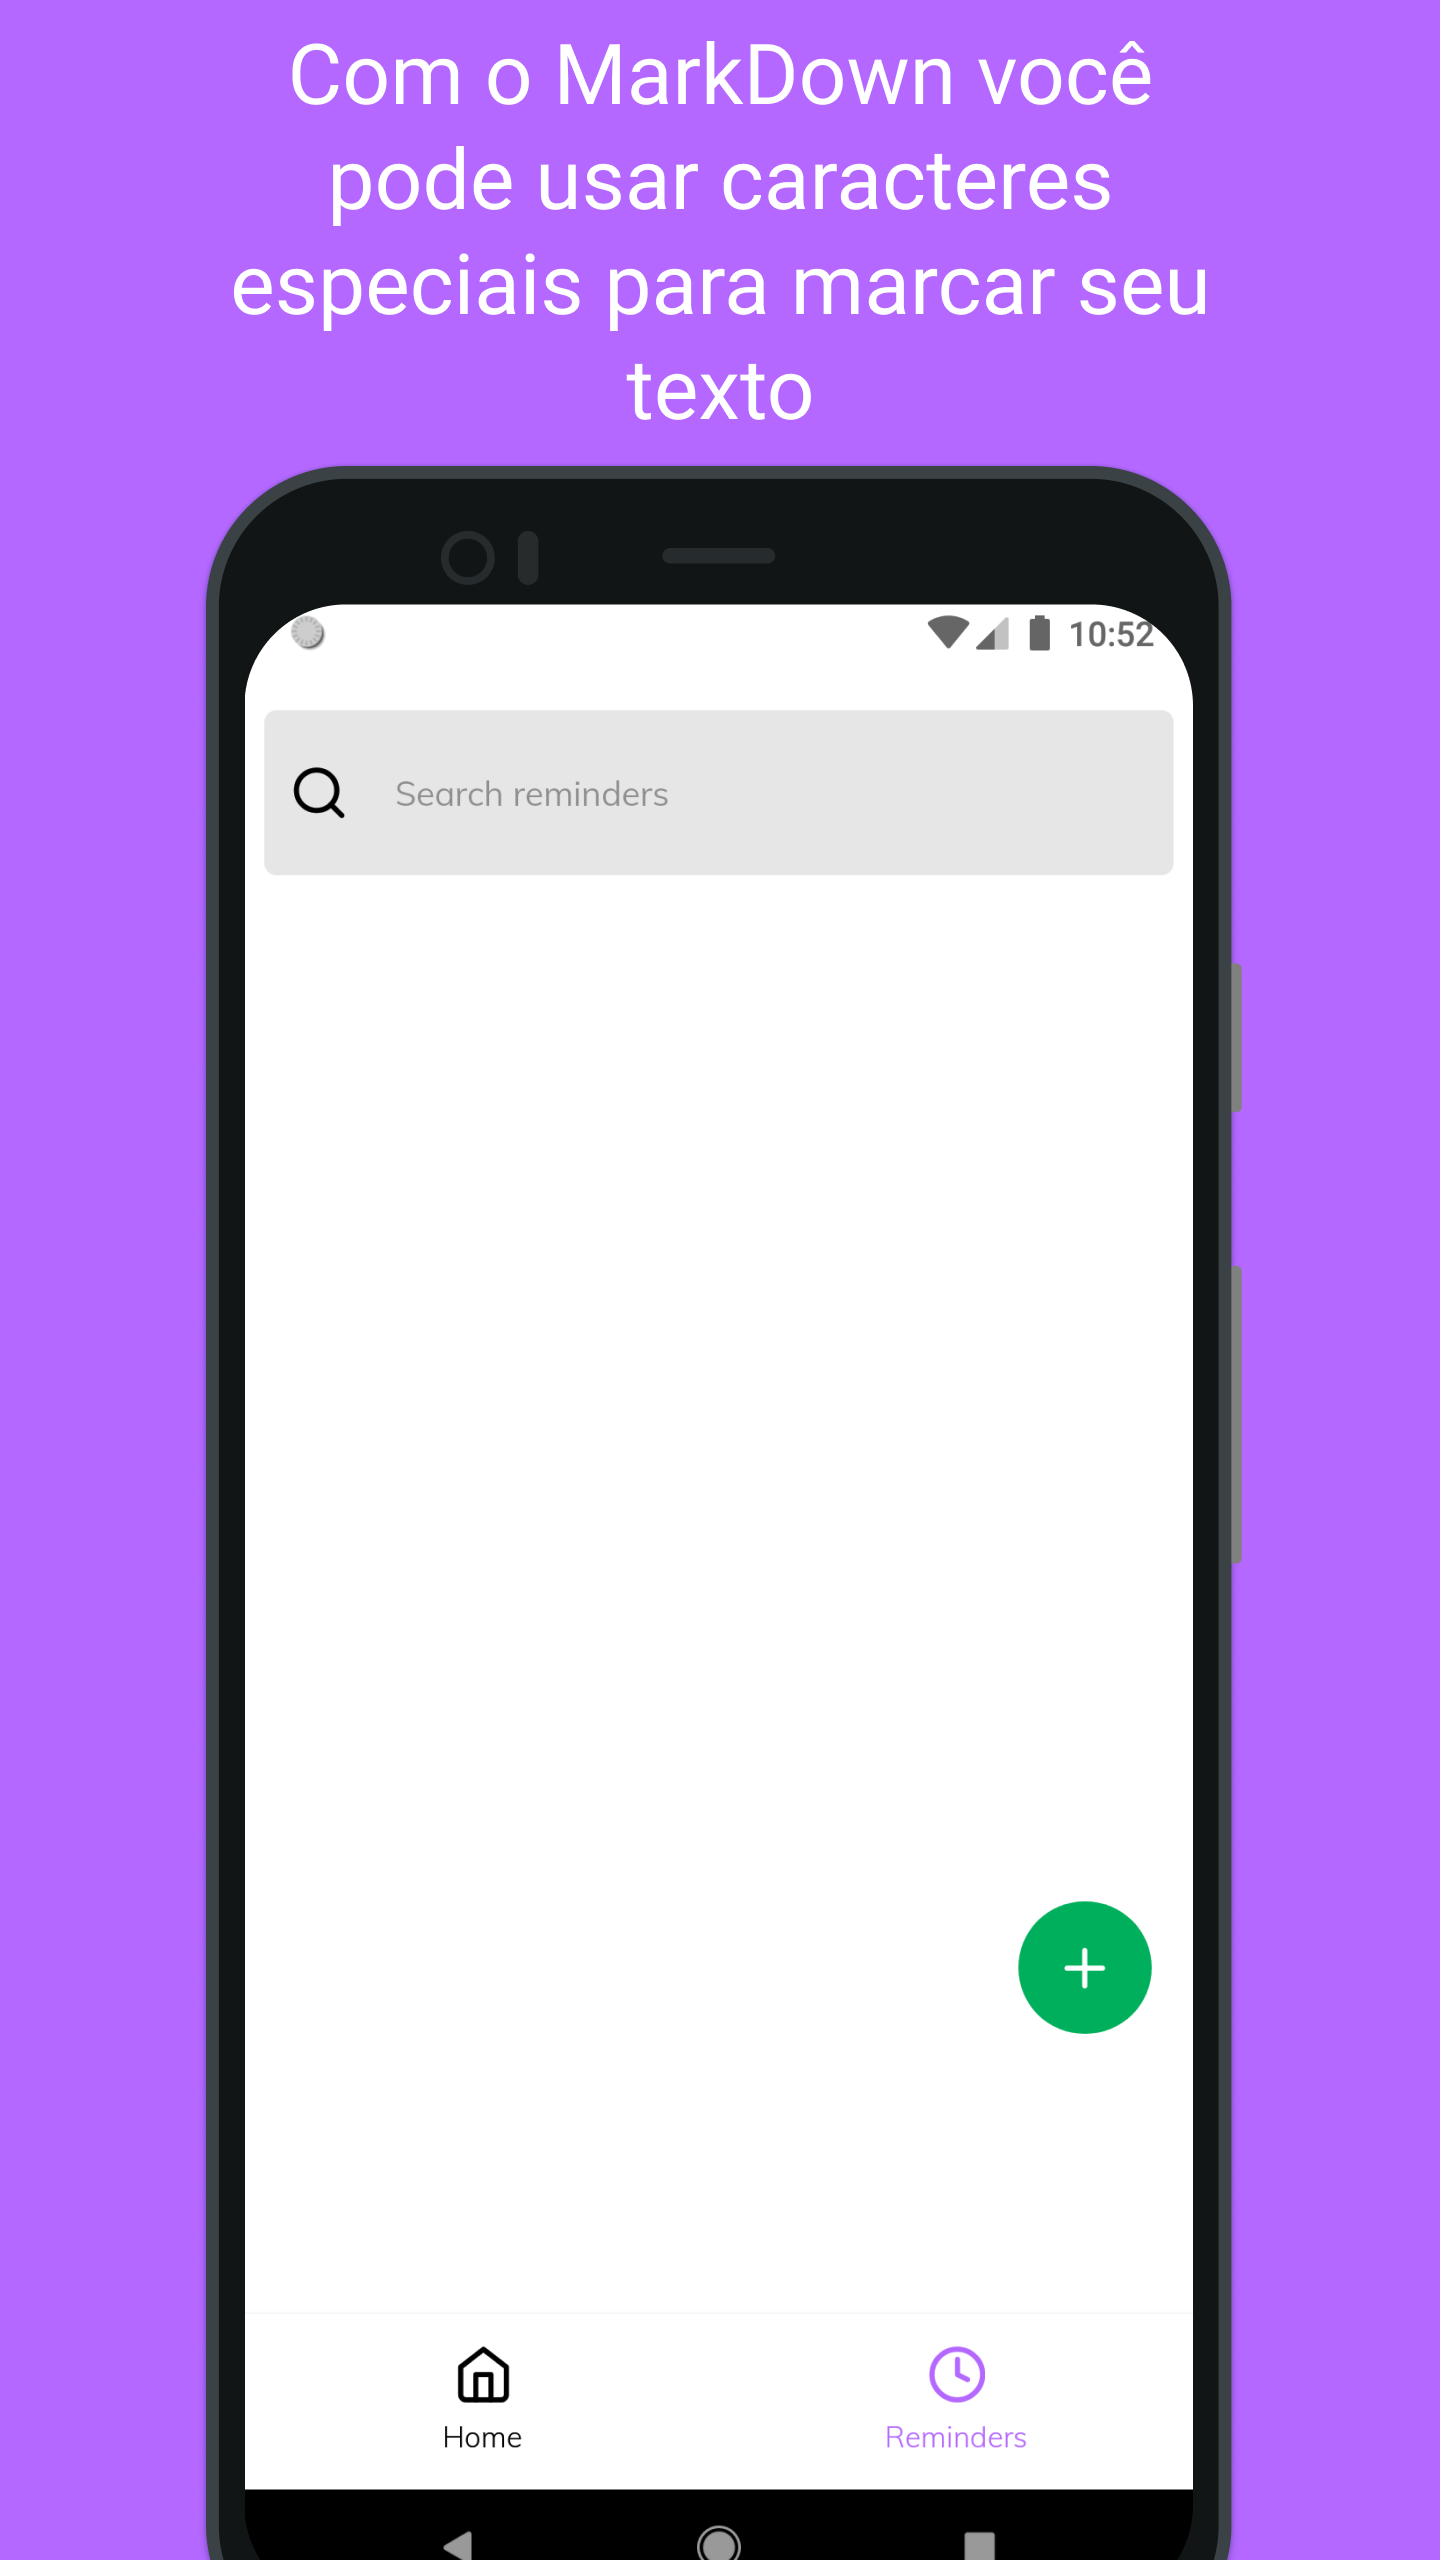 Com o MarkDown você
pode usar caracteres
especiais para marcar seu
texto
10:52
Search reminders
Home
Reminders